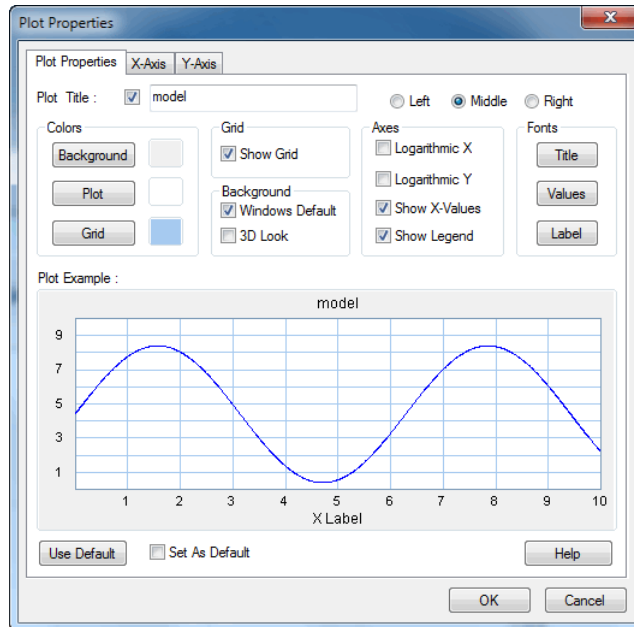 Plot Properties
Plot Properties X-Axis Y-Axis
Plot Title : model Left Middle Right
Colors Grid Axes Fonts
Background Show Grid Logarithmic X Title
Logarithmic Y
Plot Background Values
Windows Default Show X-Values
Grid 3D Look Show Legend Label
Plot Example :
model
9
7
5
3
1
1 2 3 4 5 6 7 8 9 10
X Label
Use Default Set As Default Help
OK Cancel